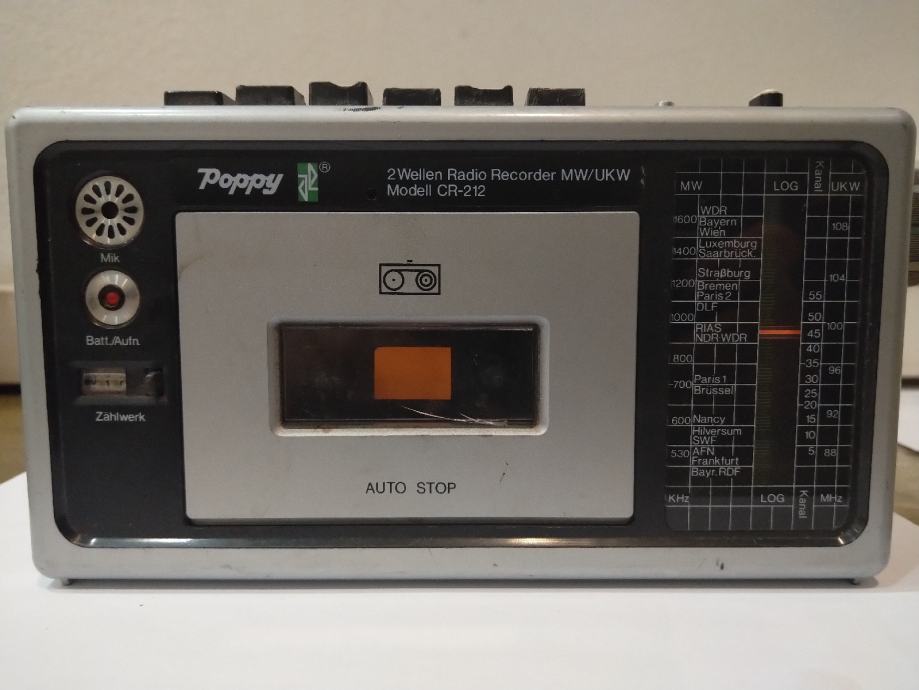 Poppy ®
2 Wellen Radio Recorder MW/UKW
Modell CR-212
Mik
Batt./Aufn.
Zählwerk
AUTO STOP
MW LOG Kanal UKW
WDR
1600 Bayern 108
Wien
Luxemburg
1400 Saarbrück.
Straßburg 104
1200 Bremen
Paris 2 55
DLF
1000 50
RIAS 100
NDR·WDR 45
40
800 35
96
Paris 1 30
700 Brüssel 25
20
92
600 Nancy 15
Hilversum 10
SWF
530 AFN 5 88
Frankfurt
Bayr.RDF
KHz LOG Kanal MHz